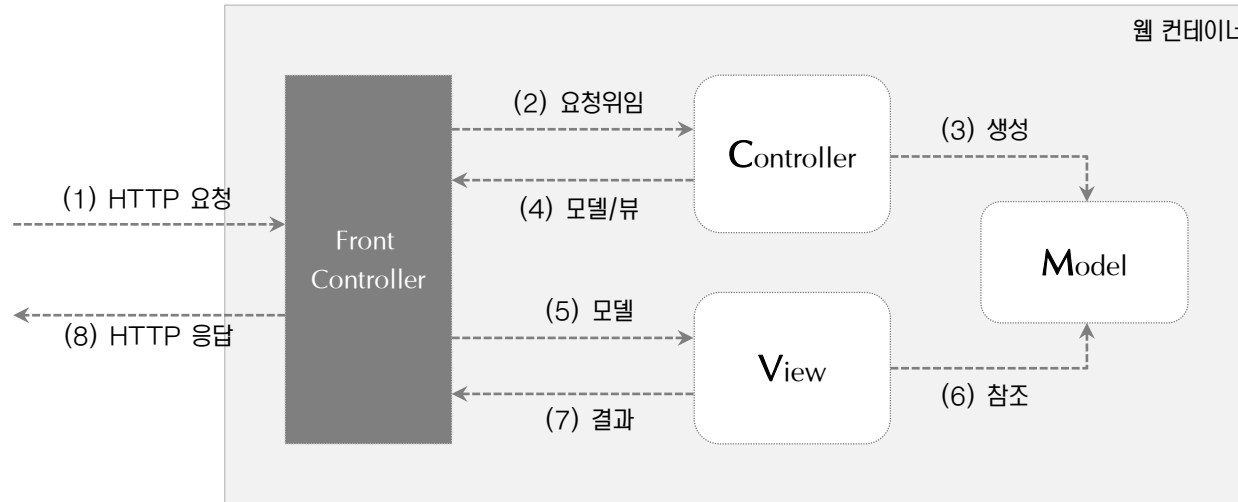 웹 컨테이너
(2) 요청위임
Controller
(3) 생성
(1) HTTP 요청
(4) 모델/뷰
Front
Controller
Model
(8) HTTP 응답
(5) 모델
View
(6) 참조
(7) 결과